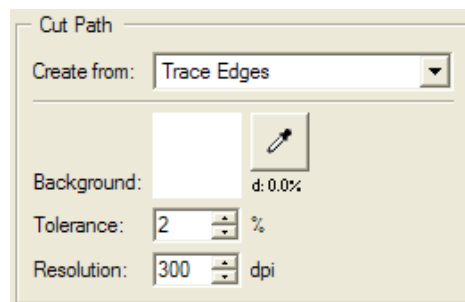 Cut Path
Create from: Trace Edges
d: 0.0%
Background:
Tolerance: 2 %
Resolution: 300 dpi